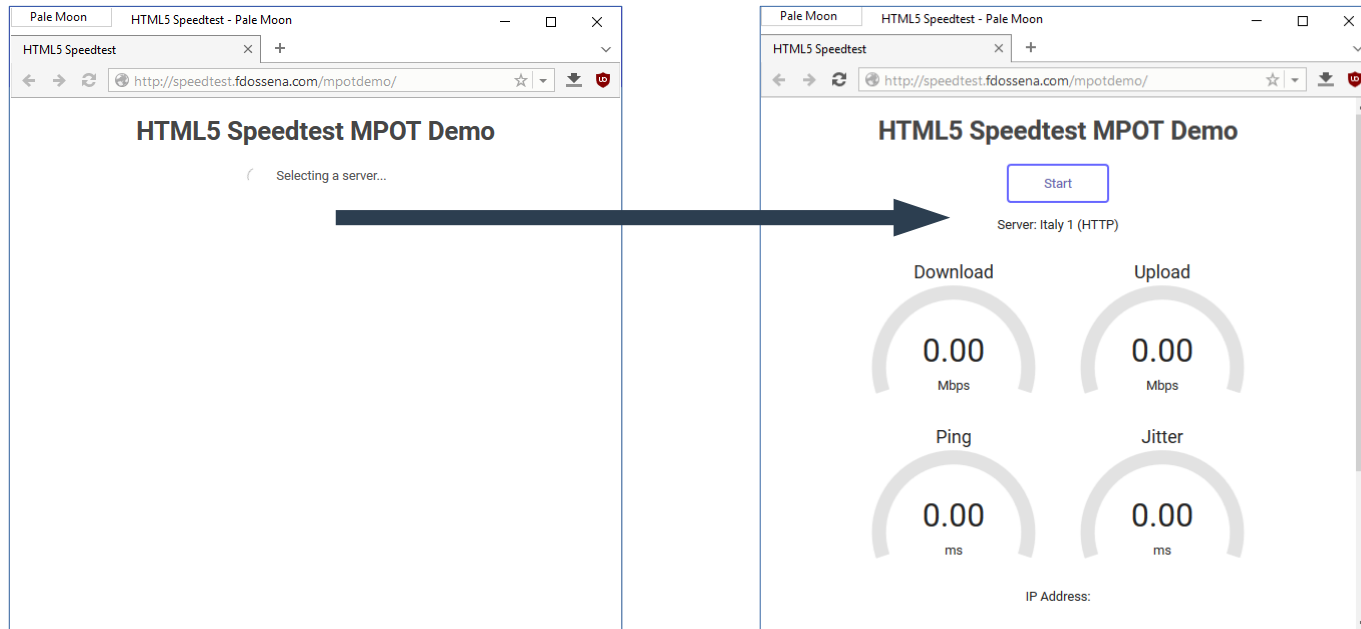 Pale Moon
HTML5 Speedtest - Pale Moon
HTML5 Speedtest
http://speedtest.fdossena.com/mpotdemo/
HTML5 Speedtest MPOT Demo
Selecting a server...
Pale Moon
HTML5 Speedtest - Pale Moon
HTML5 Speedtest
http://speedtest.fdossena.com/mpotdemo/
HTML5 Speedtest MPOT Demo
Start
Server: Italy 1 (HTTP)
Download
Upload
0.00
0.00
Mbps
Mbps
Ping
Jitter
0.00
0.00
ms
ms
IP Address: